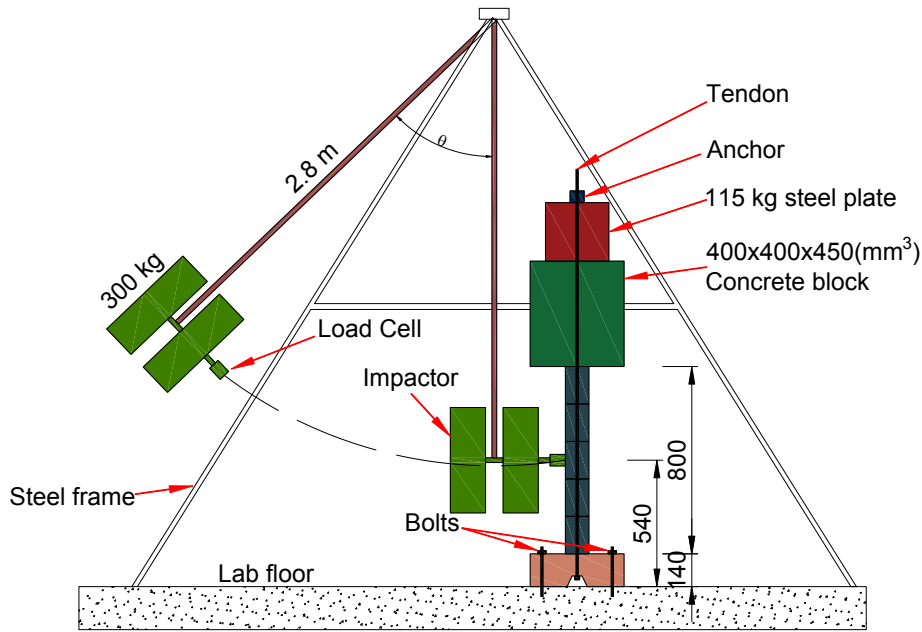 Tendon
θ
Anchor
2.8 m
115 kg steel plate
400x400x450(mm³)
Concrete block
300 kg
Load Cell
Impactor
800
Steel frame
540
Bolts
140
Lab floor